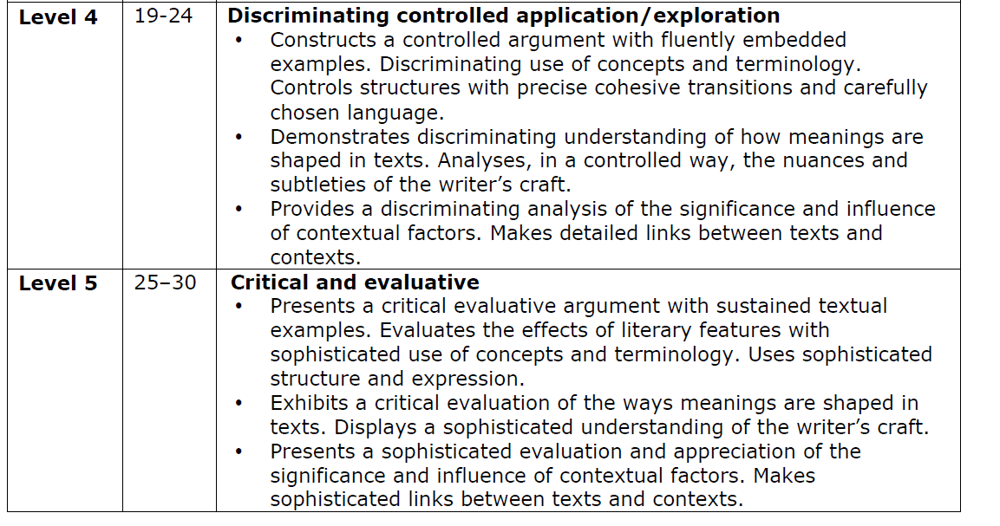 Level 4 19-24 Discriminating controlled application/exploration
• Constructs a controlled argument with fluently embedded
examples. Discriminating use of concepts and terminology.
Controls structures with precise cohesive transitions and carefully
chosen language.
• Demonstrates discriminating understanding of how meanings are
shaped in texts. Analyses, in a controlled way, the nuances and
subtleties of the writer’s craft.
• Provides a discriminating analysis of the significance and influence
of contextual factors. Makes detailed links between texts and
contexts.
Level 5 25–30 Critical and evaluative
• Presents a critical evaluative argument with sustained textual
examples. Evaluates the effects of literary features with
sophisticated use of concepts and terminology. Uses sophisticated
structure and expression.
• Exhibits a critical evaluation of the ways meanings are shaped in
texts. Displays a sophisticated understanding of the writer’s craft.
• Presents a sophisticated evaluation and appreciation of the
significance and influence of contextual factors. Makes
sophisticated links between texts and contexts.